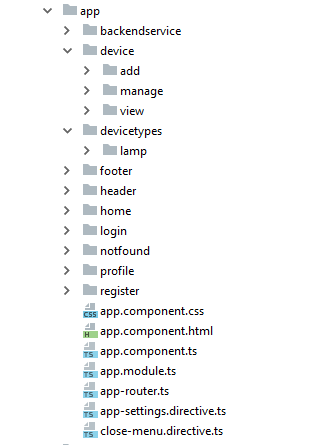 app
backendservice
device
add
manage
view
devicetypes
lamp
footer
header
home
login
notfound
profile
register
CSS app.component.css
H app.component.html
TS app.component.ts
TS app.module.ts
TS app-router.ts
TS app-settings.directive.ts
TS close-menu.directive.ts